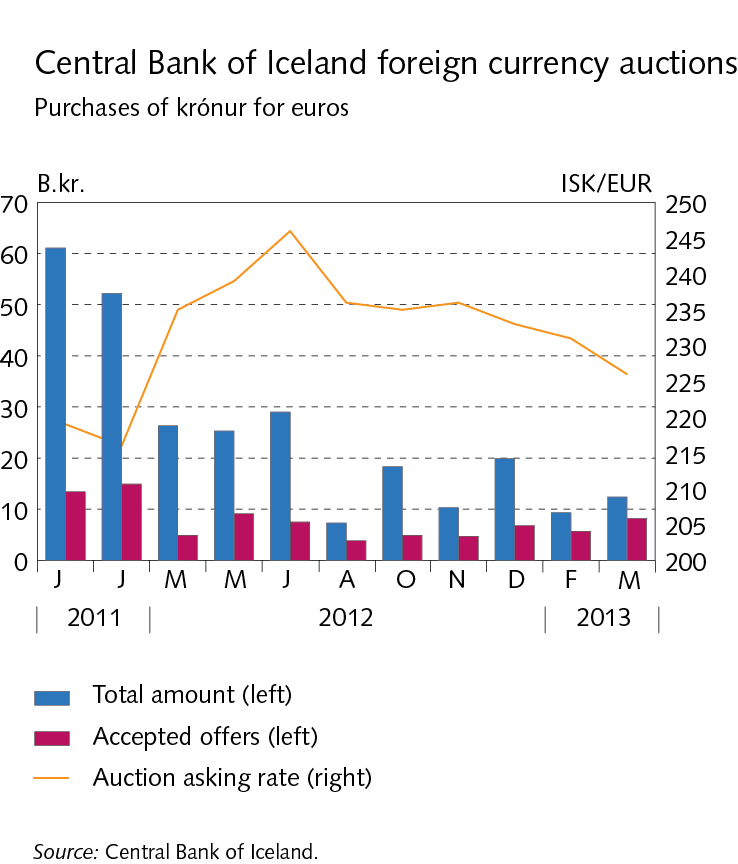 Central Bank of Iceland foreign currency auctions
Purchases of krónur for euros
B.kr. ISK/EUR
70 250
60 245
50 240
40 235
30 230
20 225
10 220
0 215
210
205
200
J J M M J A O N D F M
2011 2012 2013
Total amount (left)
Accepted offers (left)
Auction asking rate (right)
Source: Central Bank of Iceland.